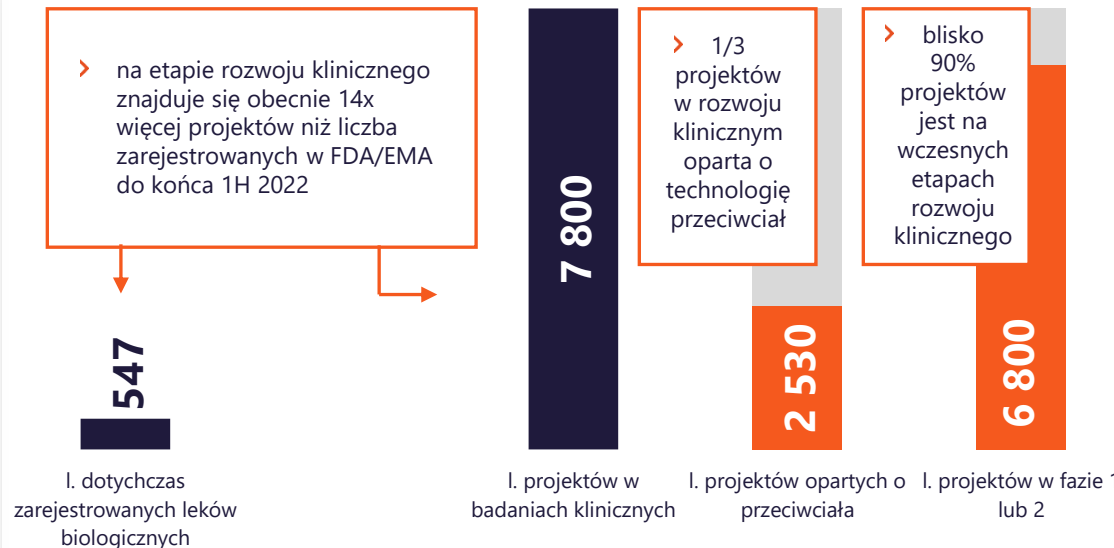 › na etapie rozwoju klinicznego
znajduje się obecnie 14x
więcej projektów niż liczba
zarejestrowanych w FDA/EMA
do końca 1H 2022
› 1/3
projektów
w rozwoju
klinicznym
oparta o
technologię
przeciwciał
› blisko
90%
projektów
jest na
wczesnych
etapach
rozwoju
klinicznego
547
7 800
2 530
6 800
l. dotychczas
zarejestrowanych leków
biologicznych
l. projektów w
badaniach klinicznych
l. projektów opartych o
przeciwciała
l. projektów w fazie 1
lub 2